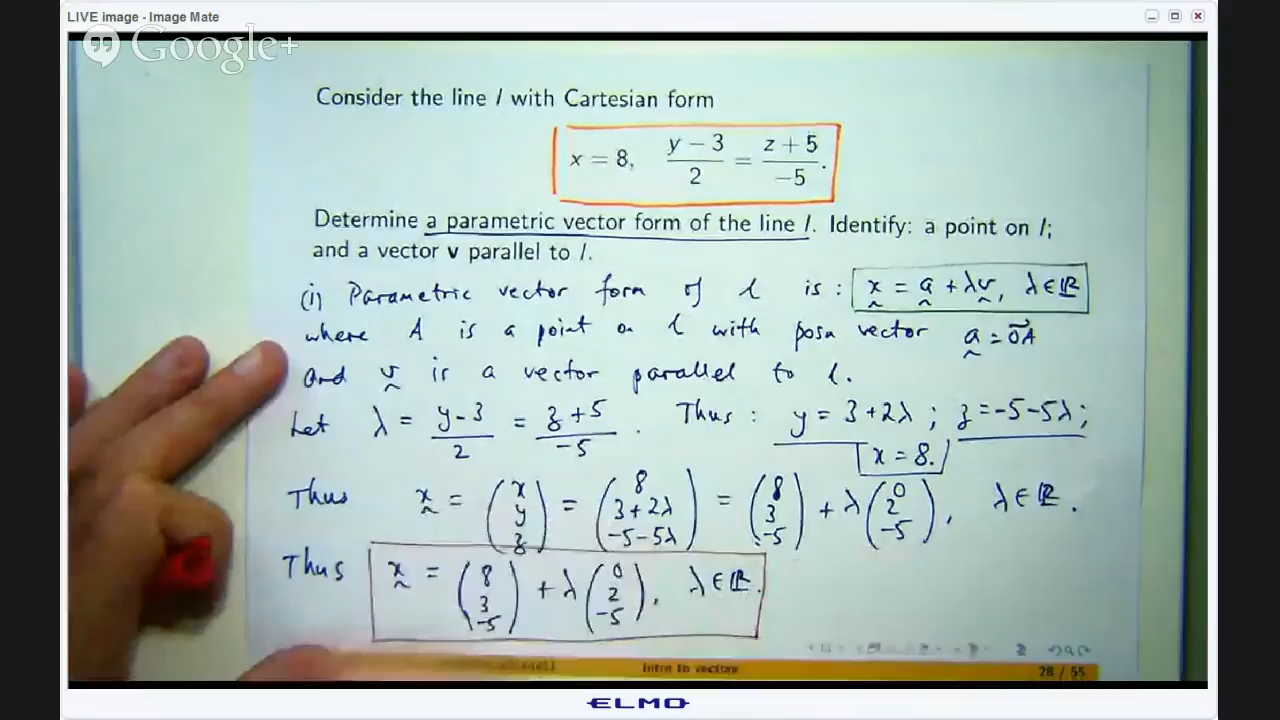 LIVE image - Image Mate
Google+
Consider the line l with Cartesian form
x = 8, (y − 3)/2 = (z + 5)/−5.
Determine a parametric vector form of the line l. Identify: a point on l;
and a vector v parallel to l.
(i) Parametric vector form of l is: x = a + λv, λ∈ℝ
where A is a point on l with posn vector a = OA
and v is a vector parallel to l.
Let λ = (y-3)/2 = (z+5)/-5. Thus: y = 3+2λ; z=-5-5λ;
x = 8.
Thus x = (x y z) = (8 3+2λ -5-5λ) = (8 3 -5) + λ(0 2 -5), λ∈ℝ.
Thus x = (8 3 -5) + λ(0 2 -5), λ∈ℝ.
Intro to vectors 28 / 55
ELMO